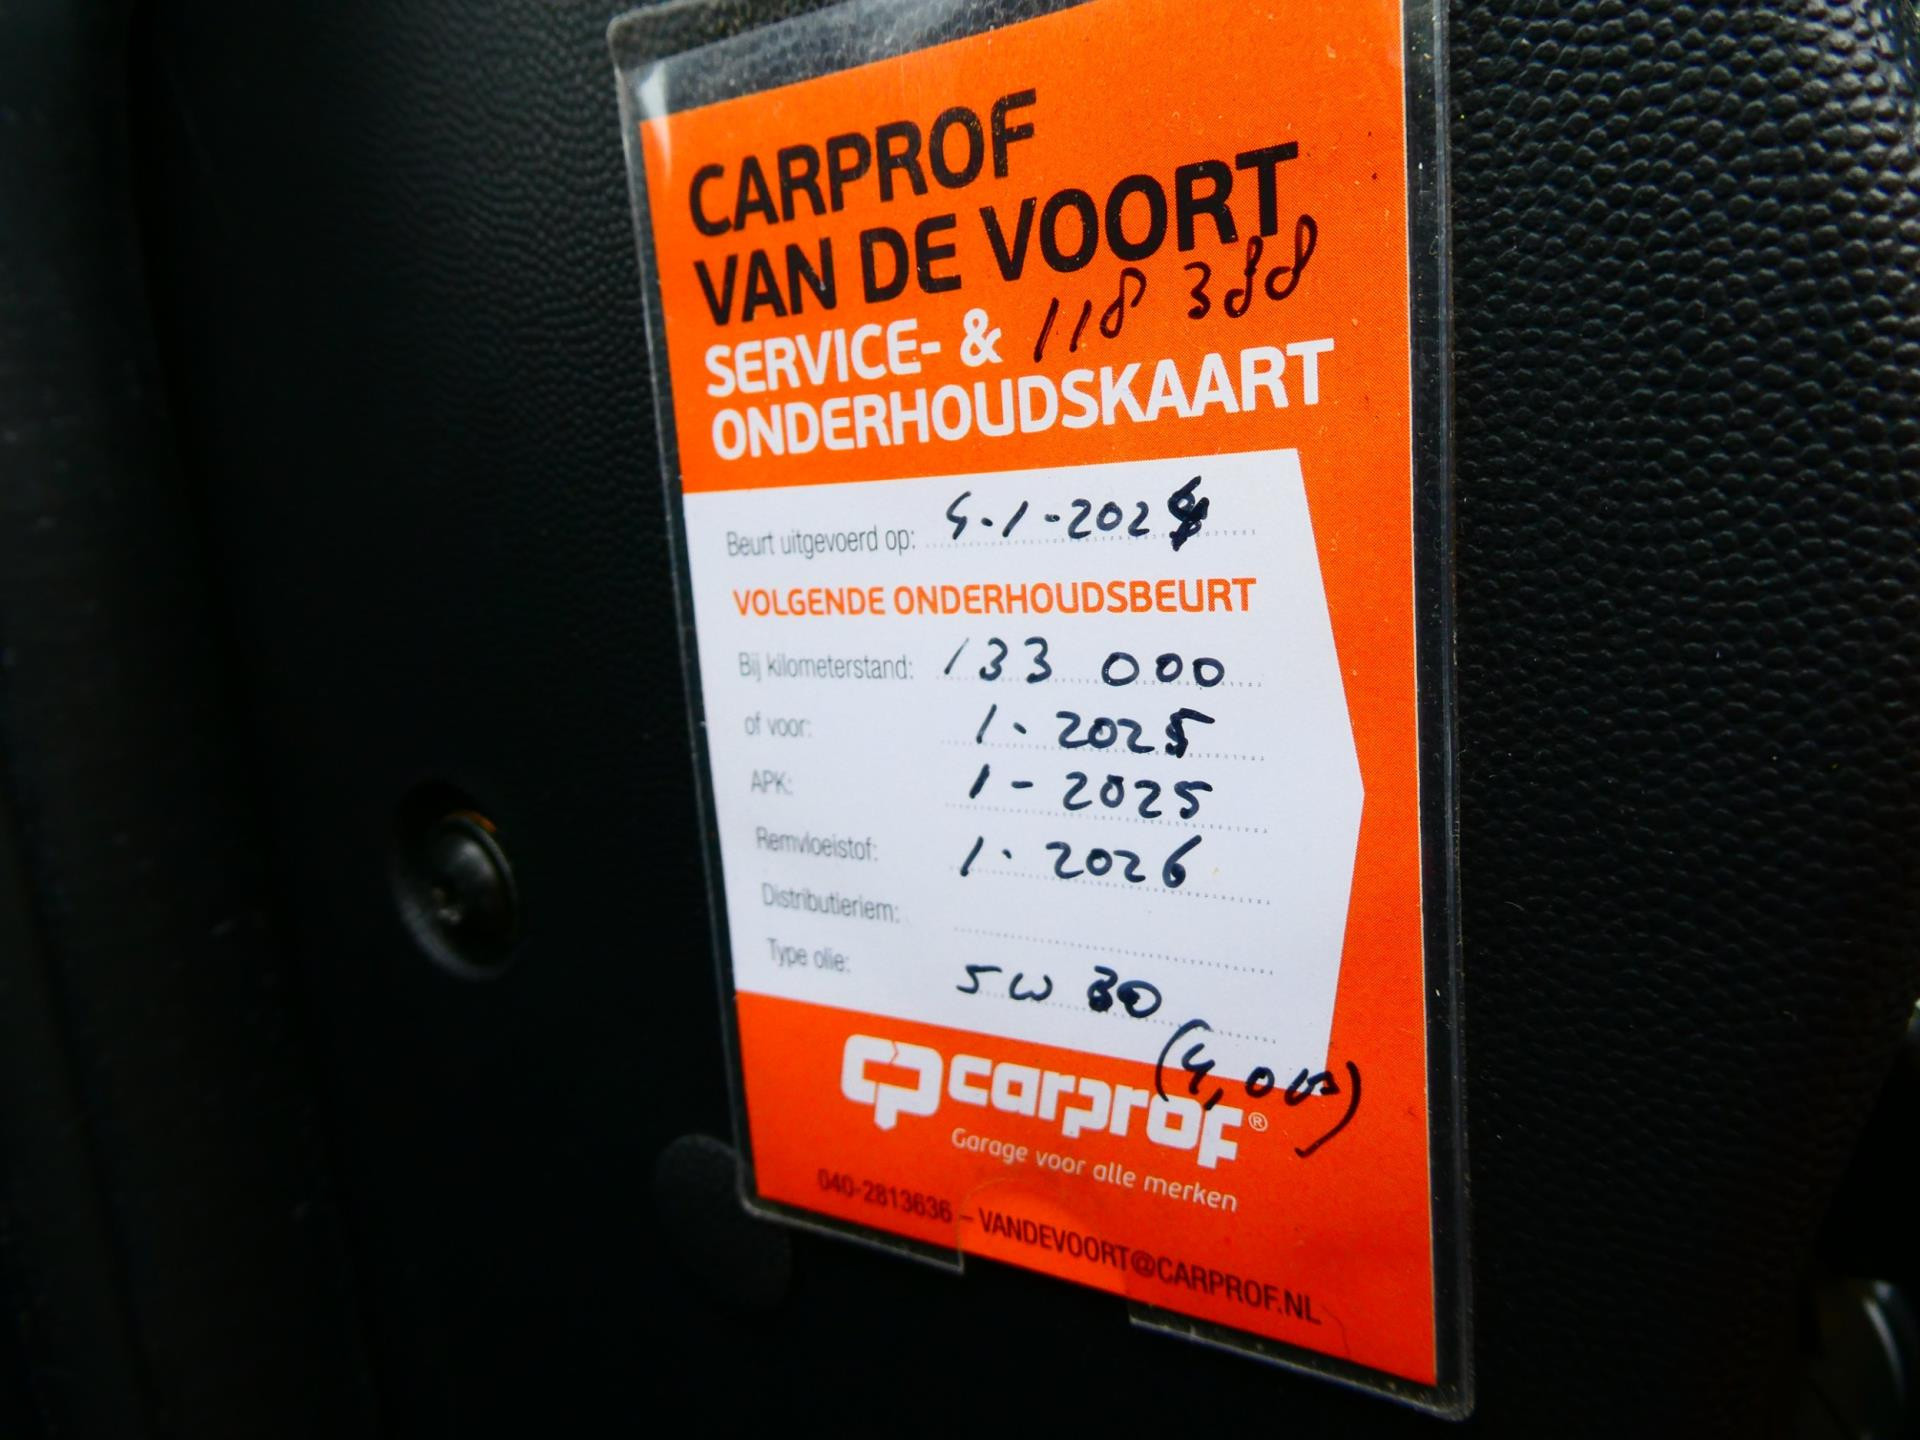 CARPROF
VAN DE VOORT
118 388
SERVICE- &
ONDERHOUDSKAART
Beurt uitgevoerd op: 4-1-2024
VOLGENDE ONDERHOUDSBEURT
Bij kilometerstand: 133 000
of voor: 1-2025
APK: 1-2025
Remvloeistof: 1-2026
Distributieriem:
Type olie: 5W 30
(4,00)
CP carprof®
Garage voor alle merken
040-2813636 – VANDEVOORT@CARPROF.NL